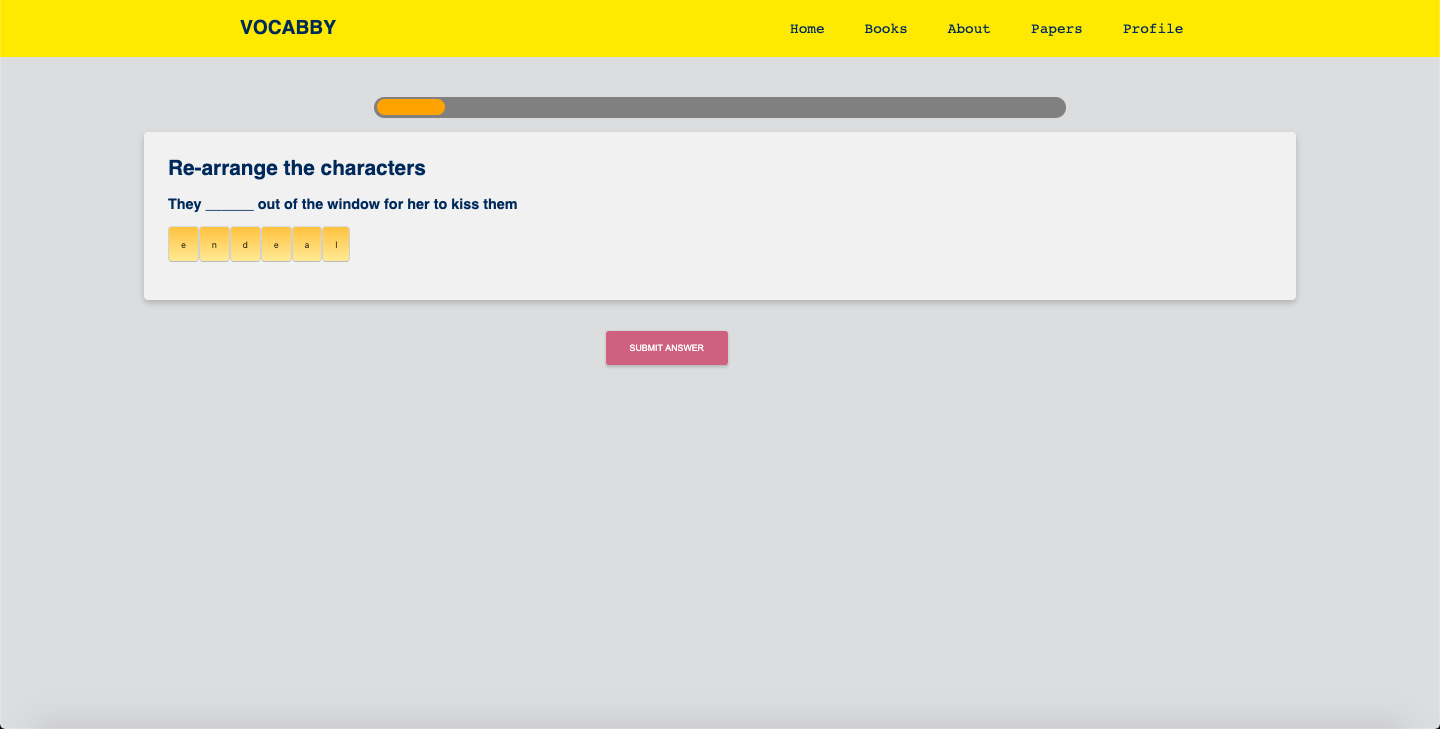 VOCABBY
Home Books About Papers Profile
Re-arrange the characters
They ______ out of the window for her to kiss them
e n d e a l
SUBMIT ANSWER